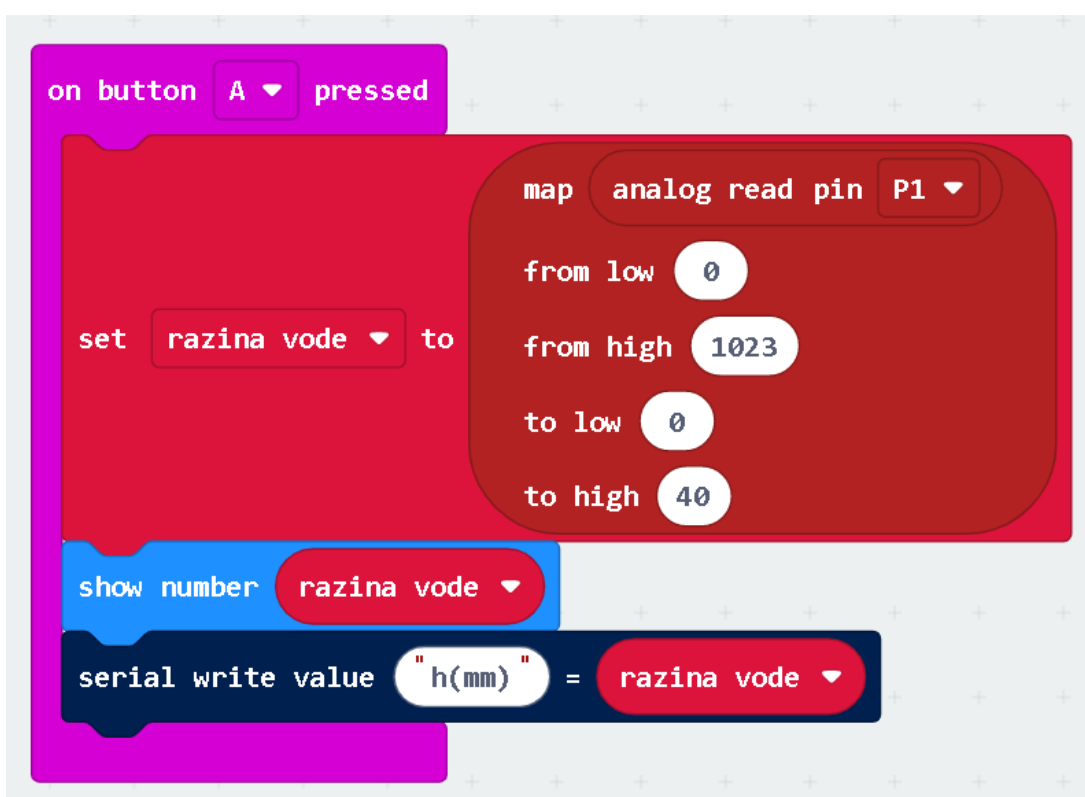 on button A pressed
map analog read pin P1
from low 0
set razina vode to
from high 1023
to low 0
to high 40
show number razina vode
serial write value "h(mm)" = razina vode